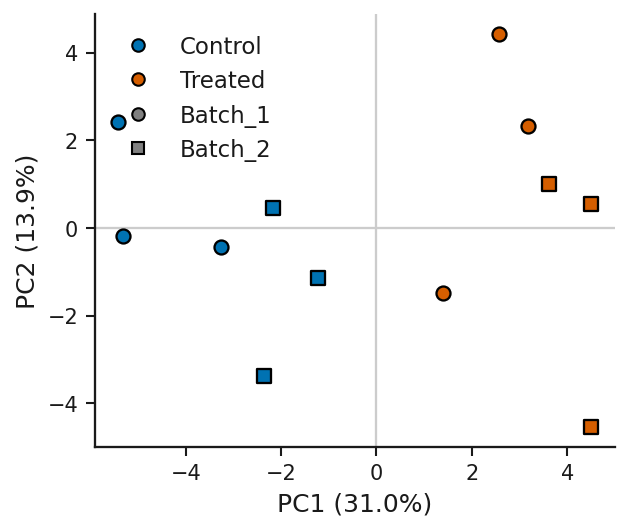 Control
Treated
Batch_1
Batch_2
4
2
0
−2
−4
PC2 (13.9%)
−4
−2
0
2
4
PC1 (31.0%)